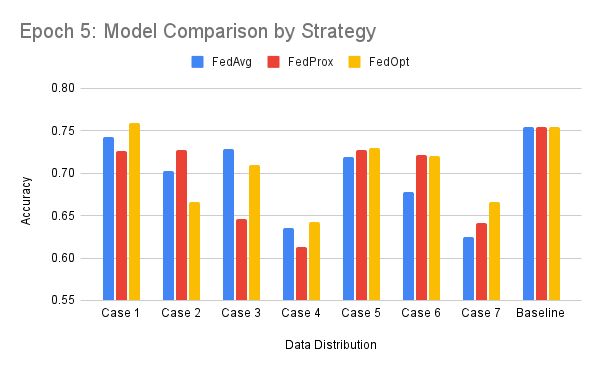 Epoch 5: Model Comparison by Strategy
FedAvg FedProx FedOpt
0.80
0.75
0.70
0.65
0.60
0.55
Accuracy
Case 1 Case 2 Case 3 Case 4 Case 5 Case 6 Case 7 Baseline
Data Distribution